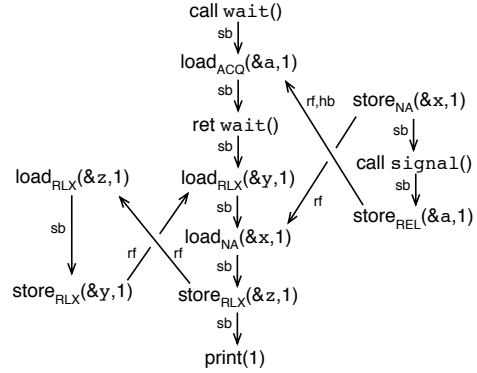 call wait()
sb
load_ACQ(&a,1)
sb
rf,hb
store_NA(&x,1)
ret wait()
sb
sb
call signal()
load_RLX(&z,1)
load_RLX(&y,1)
sb
sb
rf
store_REL(&a,1)
sb
load_NA(&x,1)
rf
rf
sb
store_RLX(&y,1)
store_RLX(&z,1)
sb
print(1)